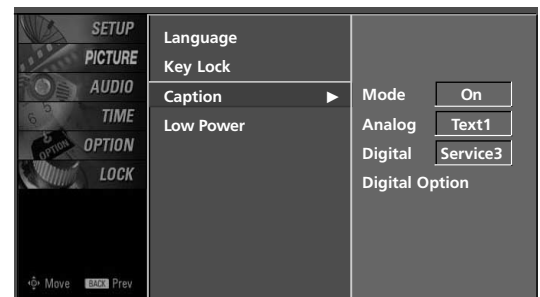 SETUP
PICTURE
AUDIO
TIME
OPTION
LOCK
Move BACK Prev
Language
Key Lock
Caption ▶
Low Power
Mode On
Analog Text1
Digital Service3
Digital Option